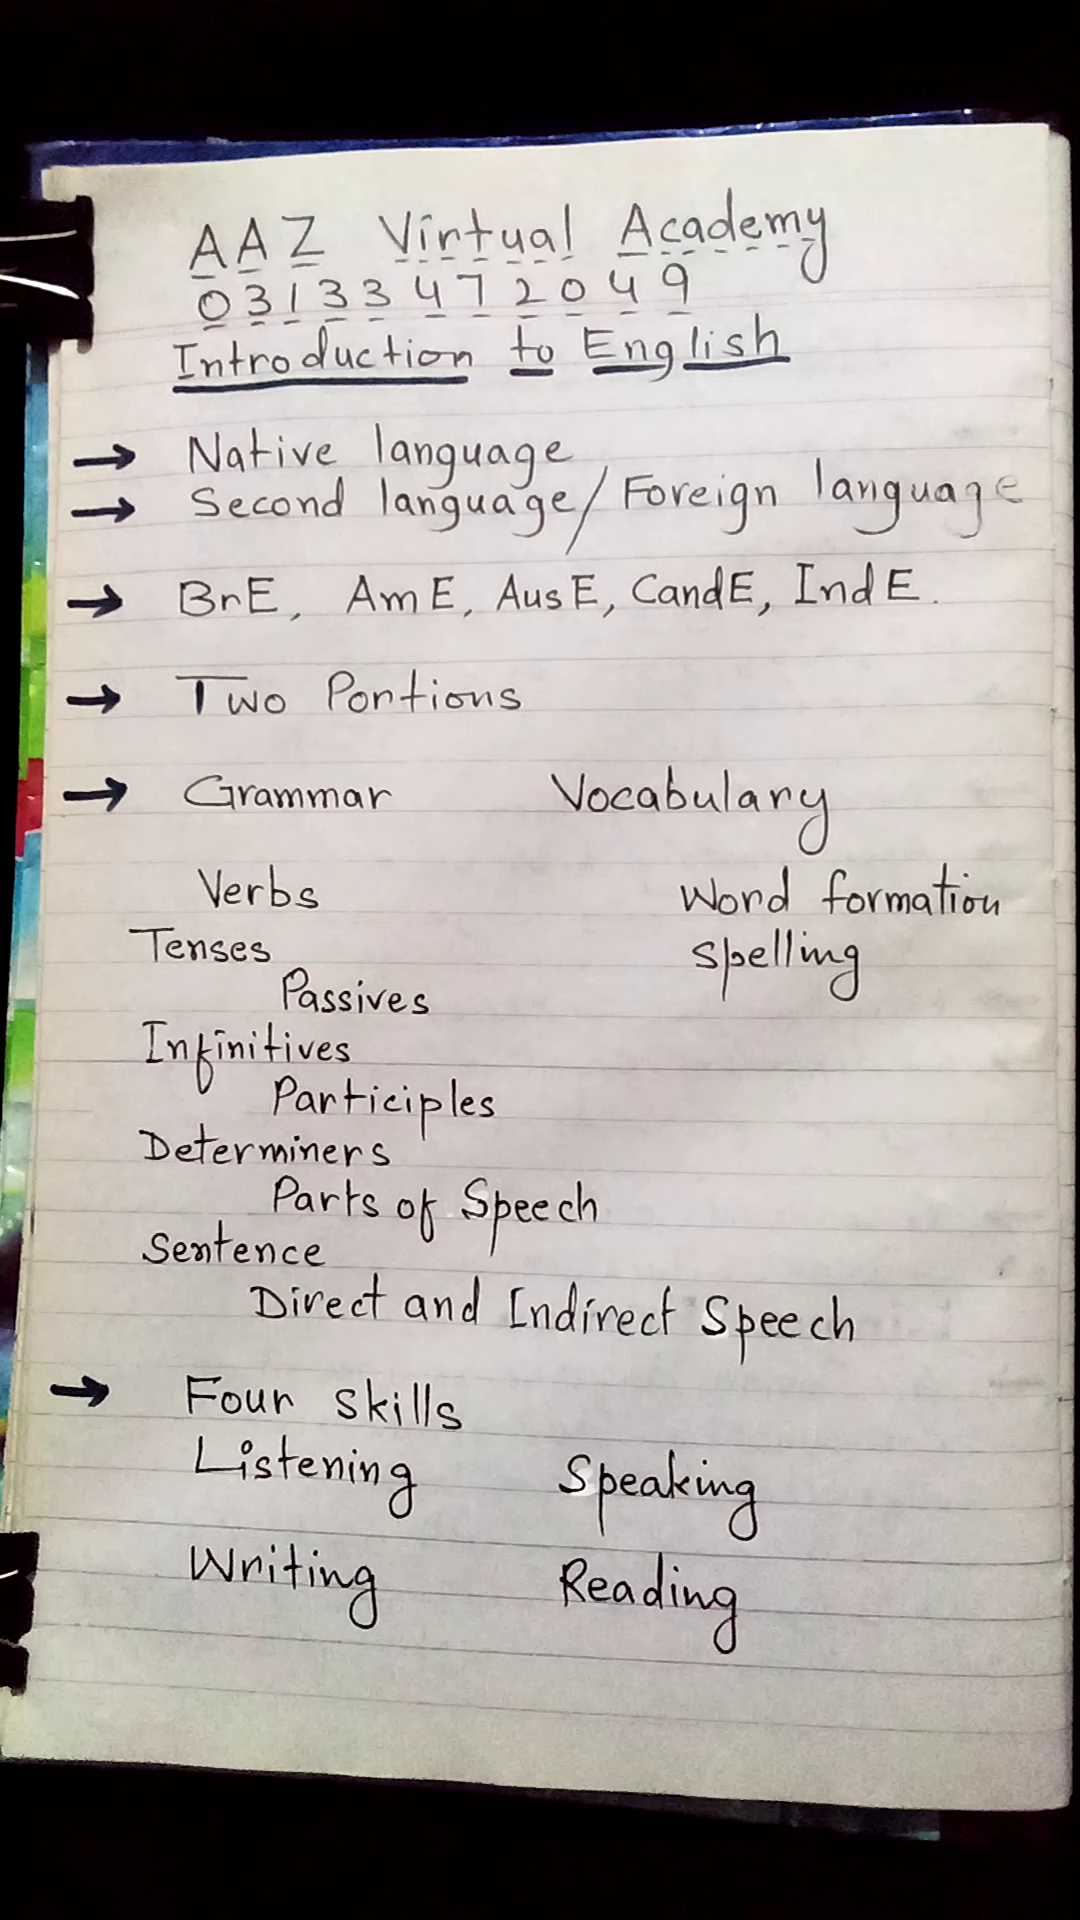 AAZ Virtual Academy
03133472049
Introduction to English
→ Native language
→ Second language/Foreign language
→ BrE, AmE, AusE, CandE, IndE.
→ Two Portions
→ Grammar Vocabulary
Verbs Word formation
Tenses spelling
Passives
Infinitives
Participles
Determiners
Parts of Speech
Sentence
Direct and Indirect Speech
→ Four skills
Listening Speaking
Writing Reading